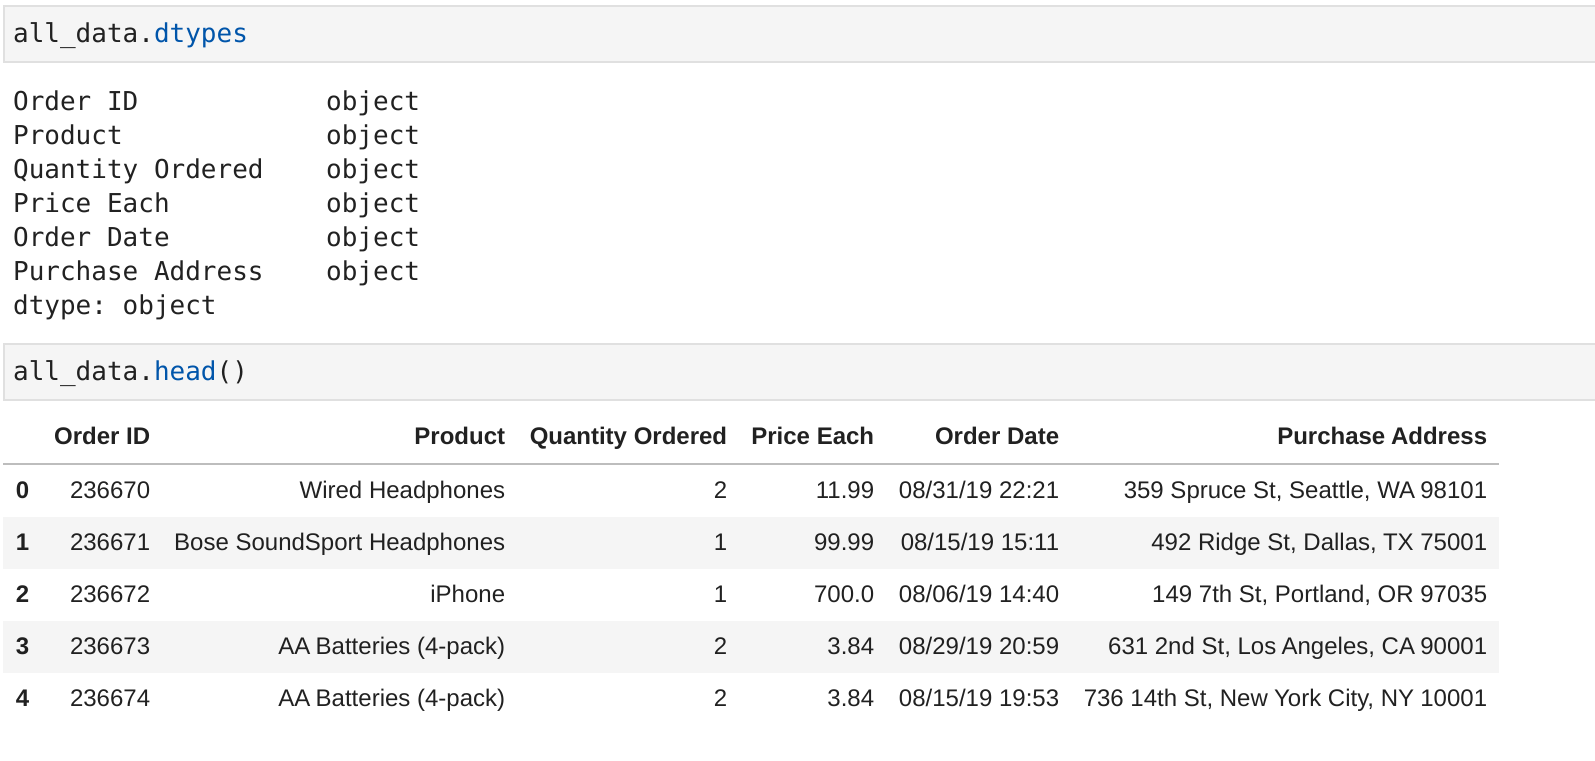 all_data.dtypes
Order ID object
Product object
Quantity Ordered object
Price Each object
Order Date object
Purchase Address object
dtype: object
all_data.head()
Order ID Product Quantity Ordered Price Each Order Date Purchase Address
0 236670 Wired Headphones 2 11.99 08/31/19 22:21 359 Spruce St, Seattle, WA 98101
1 236671 Bose SoundSport Headphones 1 99.99 08/15/19 15:11 492 Ridge St, Dallas, TX 75001
2 236672 iPhone 1 700.0 08/06/19 14:40 149 7th St, Portland, OR 97035
3 236673 AA Batteries (4-pack) 2 3.84 08/29/19 20:59 631 2nd St, Los Angeles, CA 90001
4 236674 AA Batteries (4-pack) 2 3.84 08/15/19 19:53 736 14th St, New York City, NY 10001